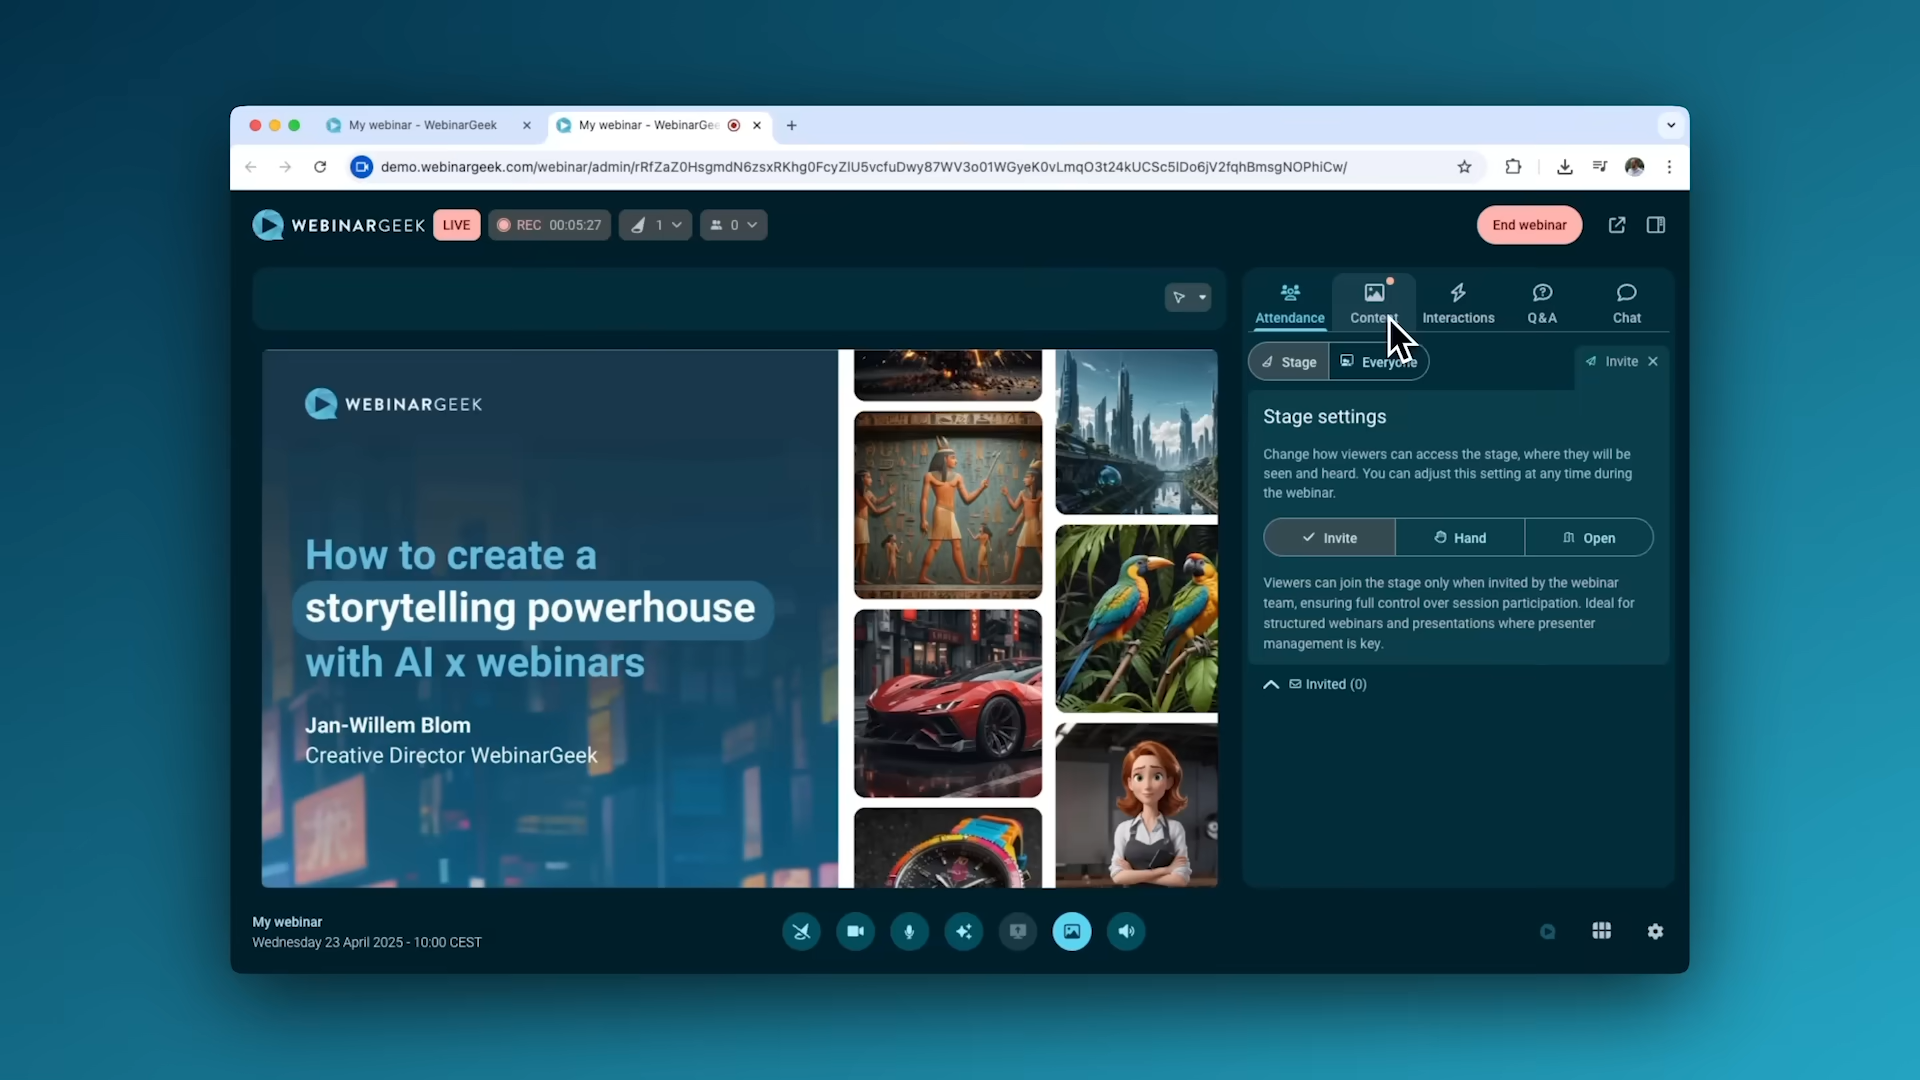 My webinar - WebinarGeek
My webinar - WebinarGee
demo.webinargeek.com/webinar/admin/rRfZaZ0HsgmdN6zsxRKhg0FcyZIU5vcfuDwy87WV3o01WGyeK0vLmqO3t24kUCSc5IDo6jV2fqhBmsgNOPhiCw/
WEBINARGEEK
LIVE
REC 00:05:27
1
0
End webinar
Attendance
Content
Interactions
Q&A
Chat
Stage
Everyone
Invite
Stage settings
Change how viewers can access the stage, where they will be
seen and heard. You can adjust this setting at any time during
the webinar.
Invite
Hand
Open
Viewers can join the stage only when invited by the webinar
team, ensuring full control over session participation. Ideal for
structured webinars and presentations where presenter
management is key.
Invited (0)
WEBINARGEEK
How to create a
storytelling powerhouse
with AI x webinars
Jan-Willem Blom
Creative Director WebinarGeek
My webinar
Wednesday 23 April 2025 - 10:00 CEST